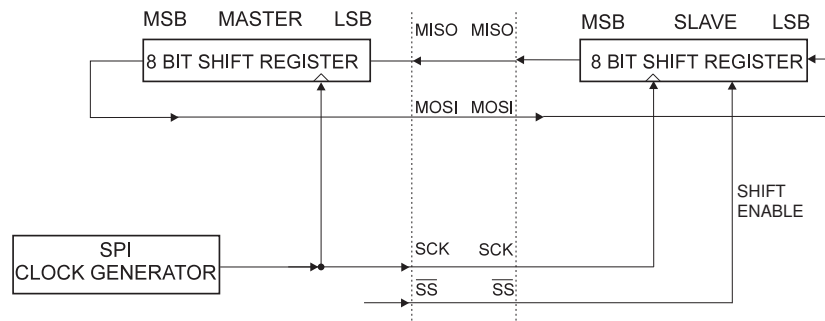 MSB MASTER LSB MISO MISO MSB SLAVE LSB
8 BIT SHIFT REGISTER 8 BIT SHIFT REGISTER
MOSI MOSI
SHIFT
ENABLE
SPI
CLOCK GENERATOR
SCK SCK
SS SS